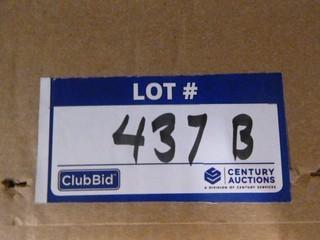 LOT #
437 B
ClubBid
CENTURY
AUCTIONS
A DIVISION OF CENTURY SERVICES